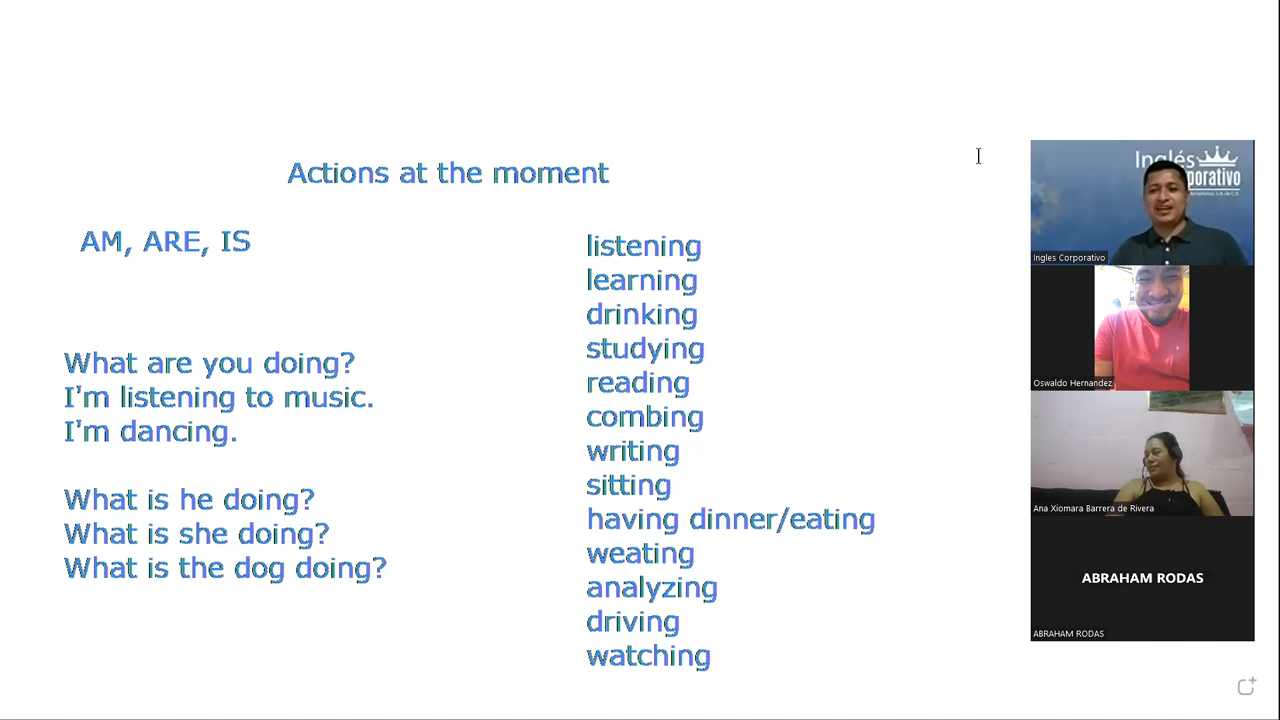 Actions at the moment
AM, ARE, IS
What are you doing?
I'm listening to music.
I'm dancing.
What is he doing?
What is she doing?
What is the dog doing?
listening
learning
drinking
studying
reading
combing
writing
sitting
having dinner/eating
weating
analyzing
driving
watching
Inglés
porativo
Ingles Corporativo
Oswaldo Hernandez
Ana Xiomara Barrera de Rivera
ABRAHAM RODAS
ABRAHAM RODAS